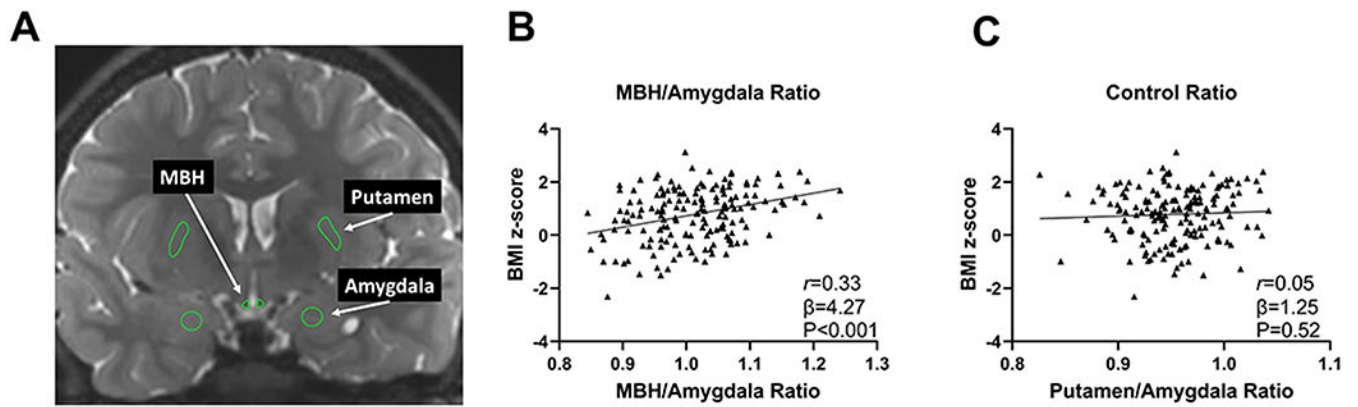 A
MBH
Putamen
Amygdala
B
MBH/Amygdala Ratio
BMI z-score
4
2
0
-2
-4
r=0.33
β=4.27
P<0.001
0.8
0.9
1.0
1.1
1.2
1.3
MBH/Amygdala Ratio
C
Control Ratio
BMI z-score
4
2
0
-2
-4
r=0.05
β=1.25
P=0.52
0.8
0.9
1.0
1.1
Putamen/Amygdala Ratio